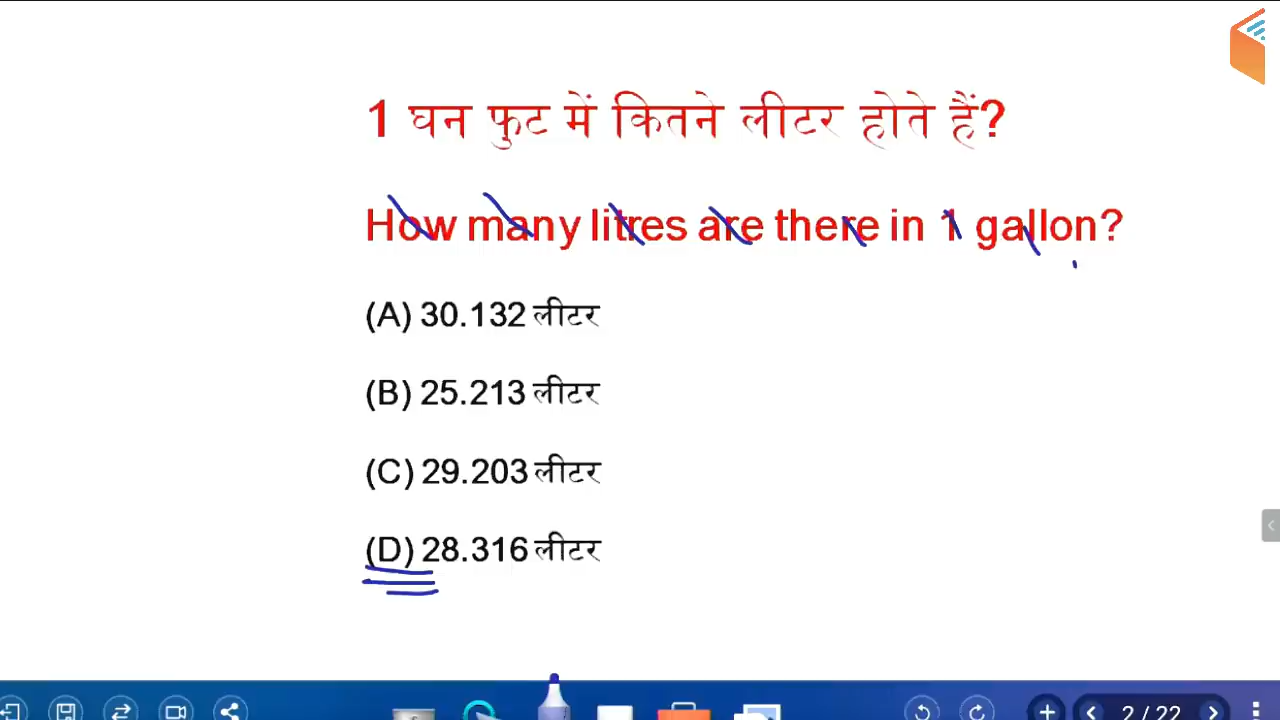 1 घन फुट में कितने लीटर होते हैं?
How many litres are there in 1 gallon?
(A) 30.132 लीटर
(B) 25.213 लीटर
(C) 29.203 लीटर
(D) 28.316 लीटर
2 / 22